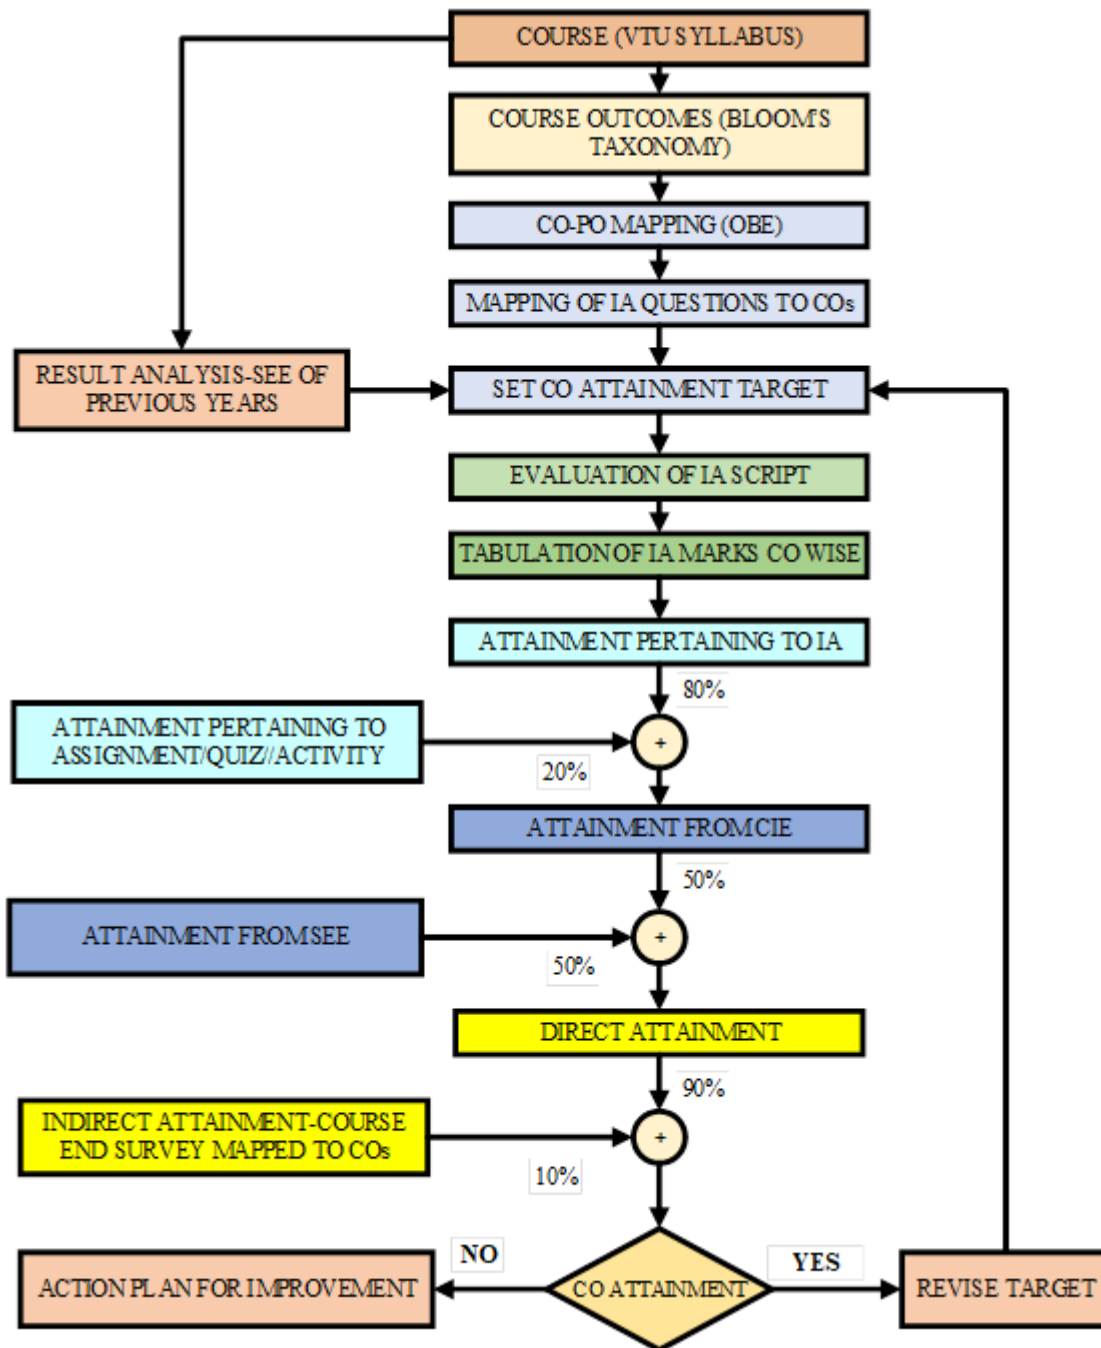 COURSE (VTU SYLLABUS)
COURSE OUTCOMES (BLOOM'S
TAXONOMY)
CO-PO MAPPING (OBE)
MAPPING OF IA QUESTIONS TO COs
RESULT ANALYSIS-SEE OF
PREVIOUS YEARS
SET CO ATTAINMENT TARGET
EVALUATION OF IA SCRIPT
TABULATION OF IA MARKS CO WISE
ATTAINMENT PERTAINING TO IA
80%
ATTAINMENT PERTAINING TO
ASSIGNMENT/QUIZ//ACTIVITY
+
20%
ATTAINMENT FROM CIE
50%
ATTAINMENT FROM SEE
+
50%
DIRECT ATTAINMENT
90%
INDIRECT ATTAINMENT-COURSE
END SURVEY MAPPED TO COs
+
10%
NO
YES
ACTION PLAN FOR IMPROVEMENT
CO ATTAINMENT
REVISE TARGET